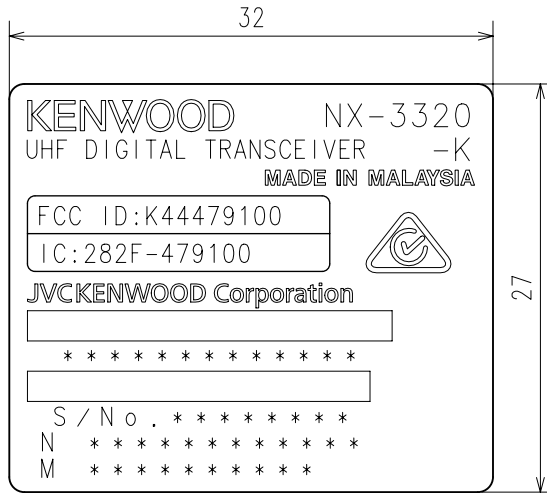 32
KENWOOD NX-3320
UHF DIGITAL TRANSCEIVER -K
MADE IN MALAYSIA
FCC ID:K44479100
IC:282F-479100
27
JVCKENWOOD Corporation
* * * * * * * * * * * * *
S/No. * * * * * * * *
N * * * * * * * * * * * *
M * * * * * * * * * *